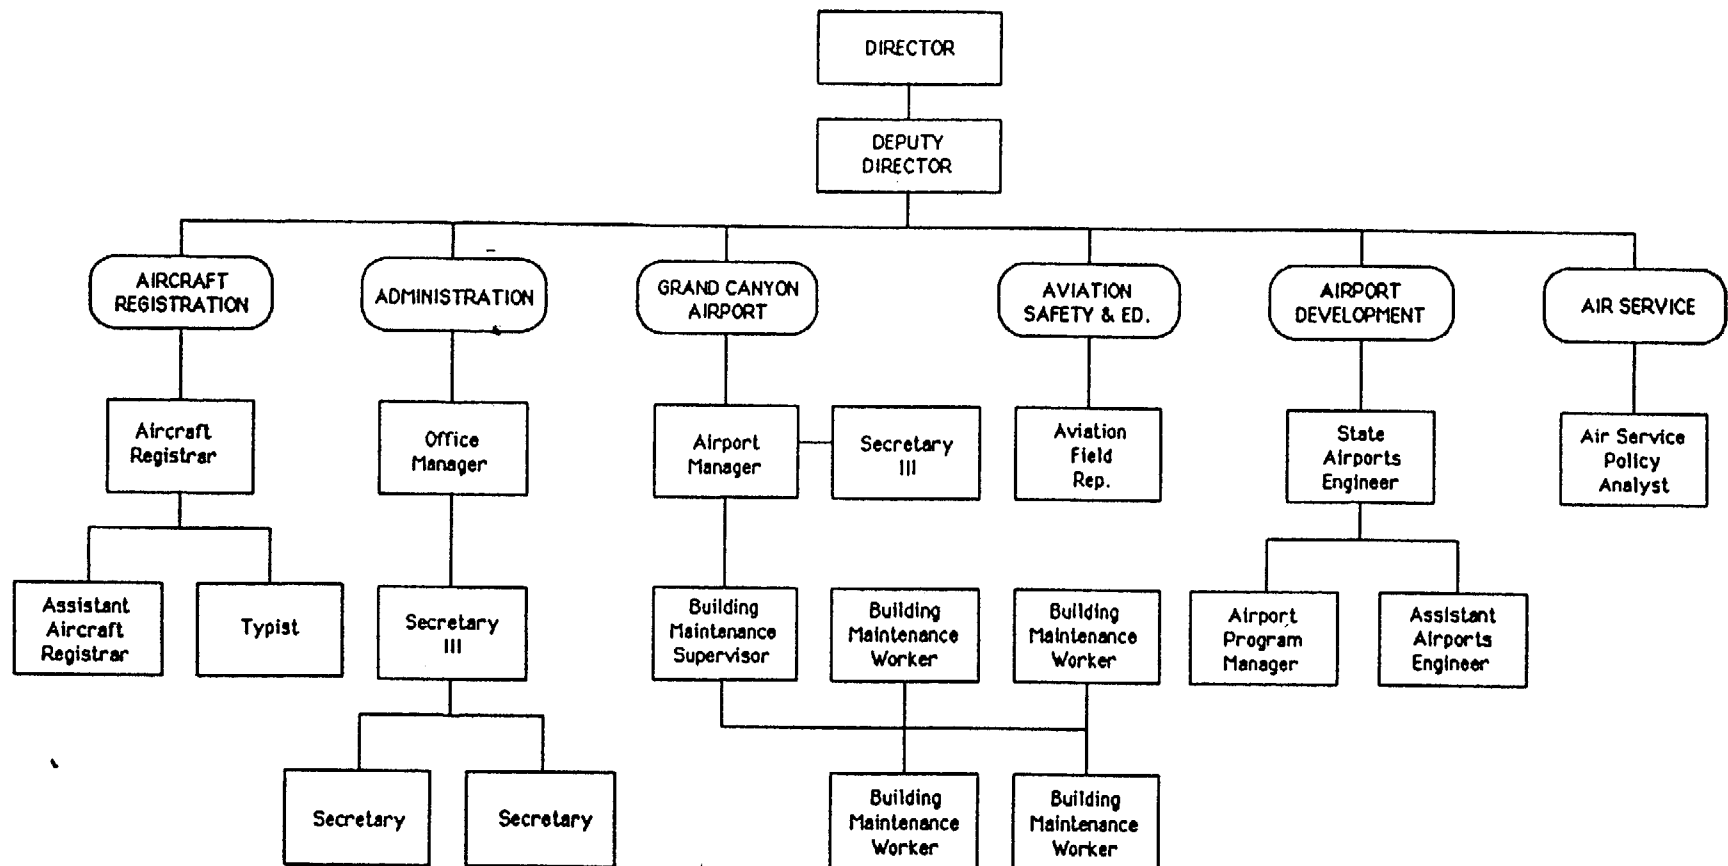 DIRECTOR
DEPUTY
DIRECTOR
AIRCRAFT
REGISTRATION
ADMINISTRATION
GRAND CANYON
AIRPORT
AVIATION
SAFETY & ED.
AIRPORT
DEVELOPMENT
AIR SERVICE
Aircraft
Registrar
Office
Manager
Airport
Manager
Secretary
III
Aviation
Field
Rep.
State
Airports
Engineer
Air Service
Policy
Analyst
Assistant
Aircraft
Registrar
Typist
Secretary
III
Building
Maintenance
Supervisor
Building
Maintenance
Worker
Building
Maintenance
Worker
Airport
Program
Manager
Assistant
Airports
Engineer
Secretary
Secretary
Building
Maintenance
Worker
Building
Maintenance
Worker